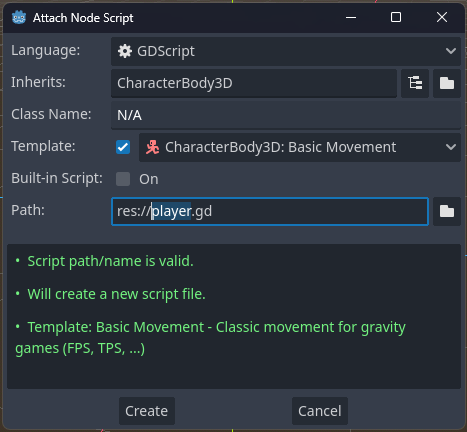 Attach Node Script
Language: GDScript
Inherits: CharacterBody3D
Class Name: N/A
Template: CharacterBody3D: Basic Movement
Built-in Script: On
Path: res://player.gd
• Script path/name is valid.
• Will create a new script file.
• Template: Basic Movement - Classic movement for gravity
games (FPS, TPS, ...)
Create Cancel